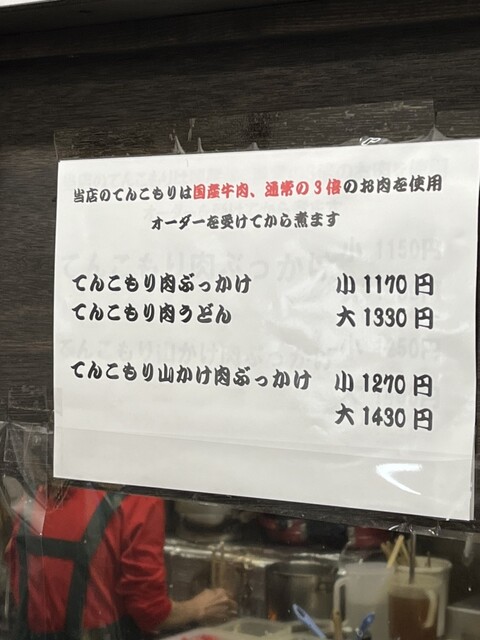 当店のてんこもりは国産牛肉、通常の3倍のお肉を使用
オーダーを受けてから煮ます
てんこもり肉ぶっかけ 小1170円
てんこもり肉うどん 大1330円
てんこもり山かけ肉ぶっかけ 小1270円
大1430円